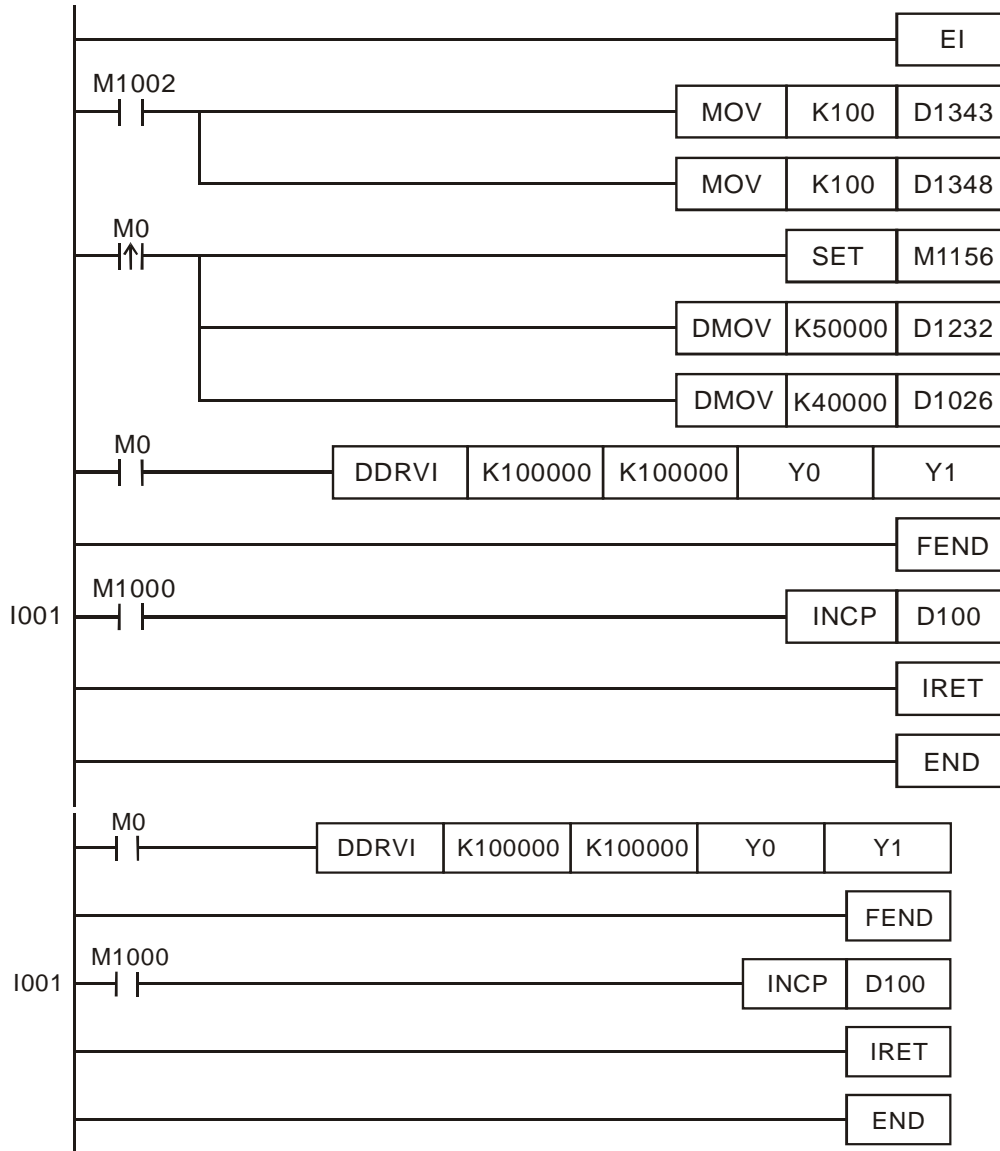 EI
M1002
MOV K100 D1343
MOV K100 D1348
M0
SET M1156
DMOV K50000 D1232
DMOV K40000 D1026
M0
DDRVI K100000 K100000 Y0 Y1
FEND
M1000
I001 INCP D100
IRET
END
M0
DDRVI K100000 K100000 Y0 Y1
FEND
M1000
I001 INCP D100
IRET
END